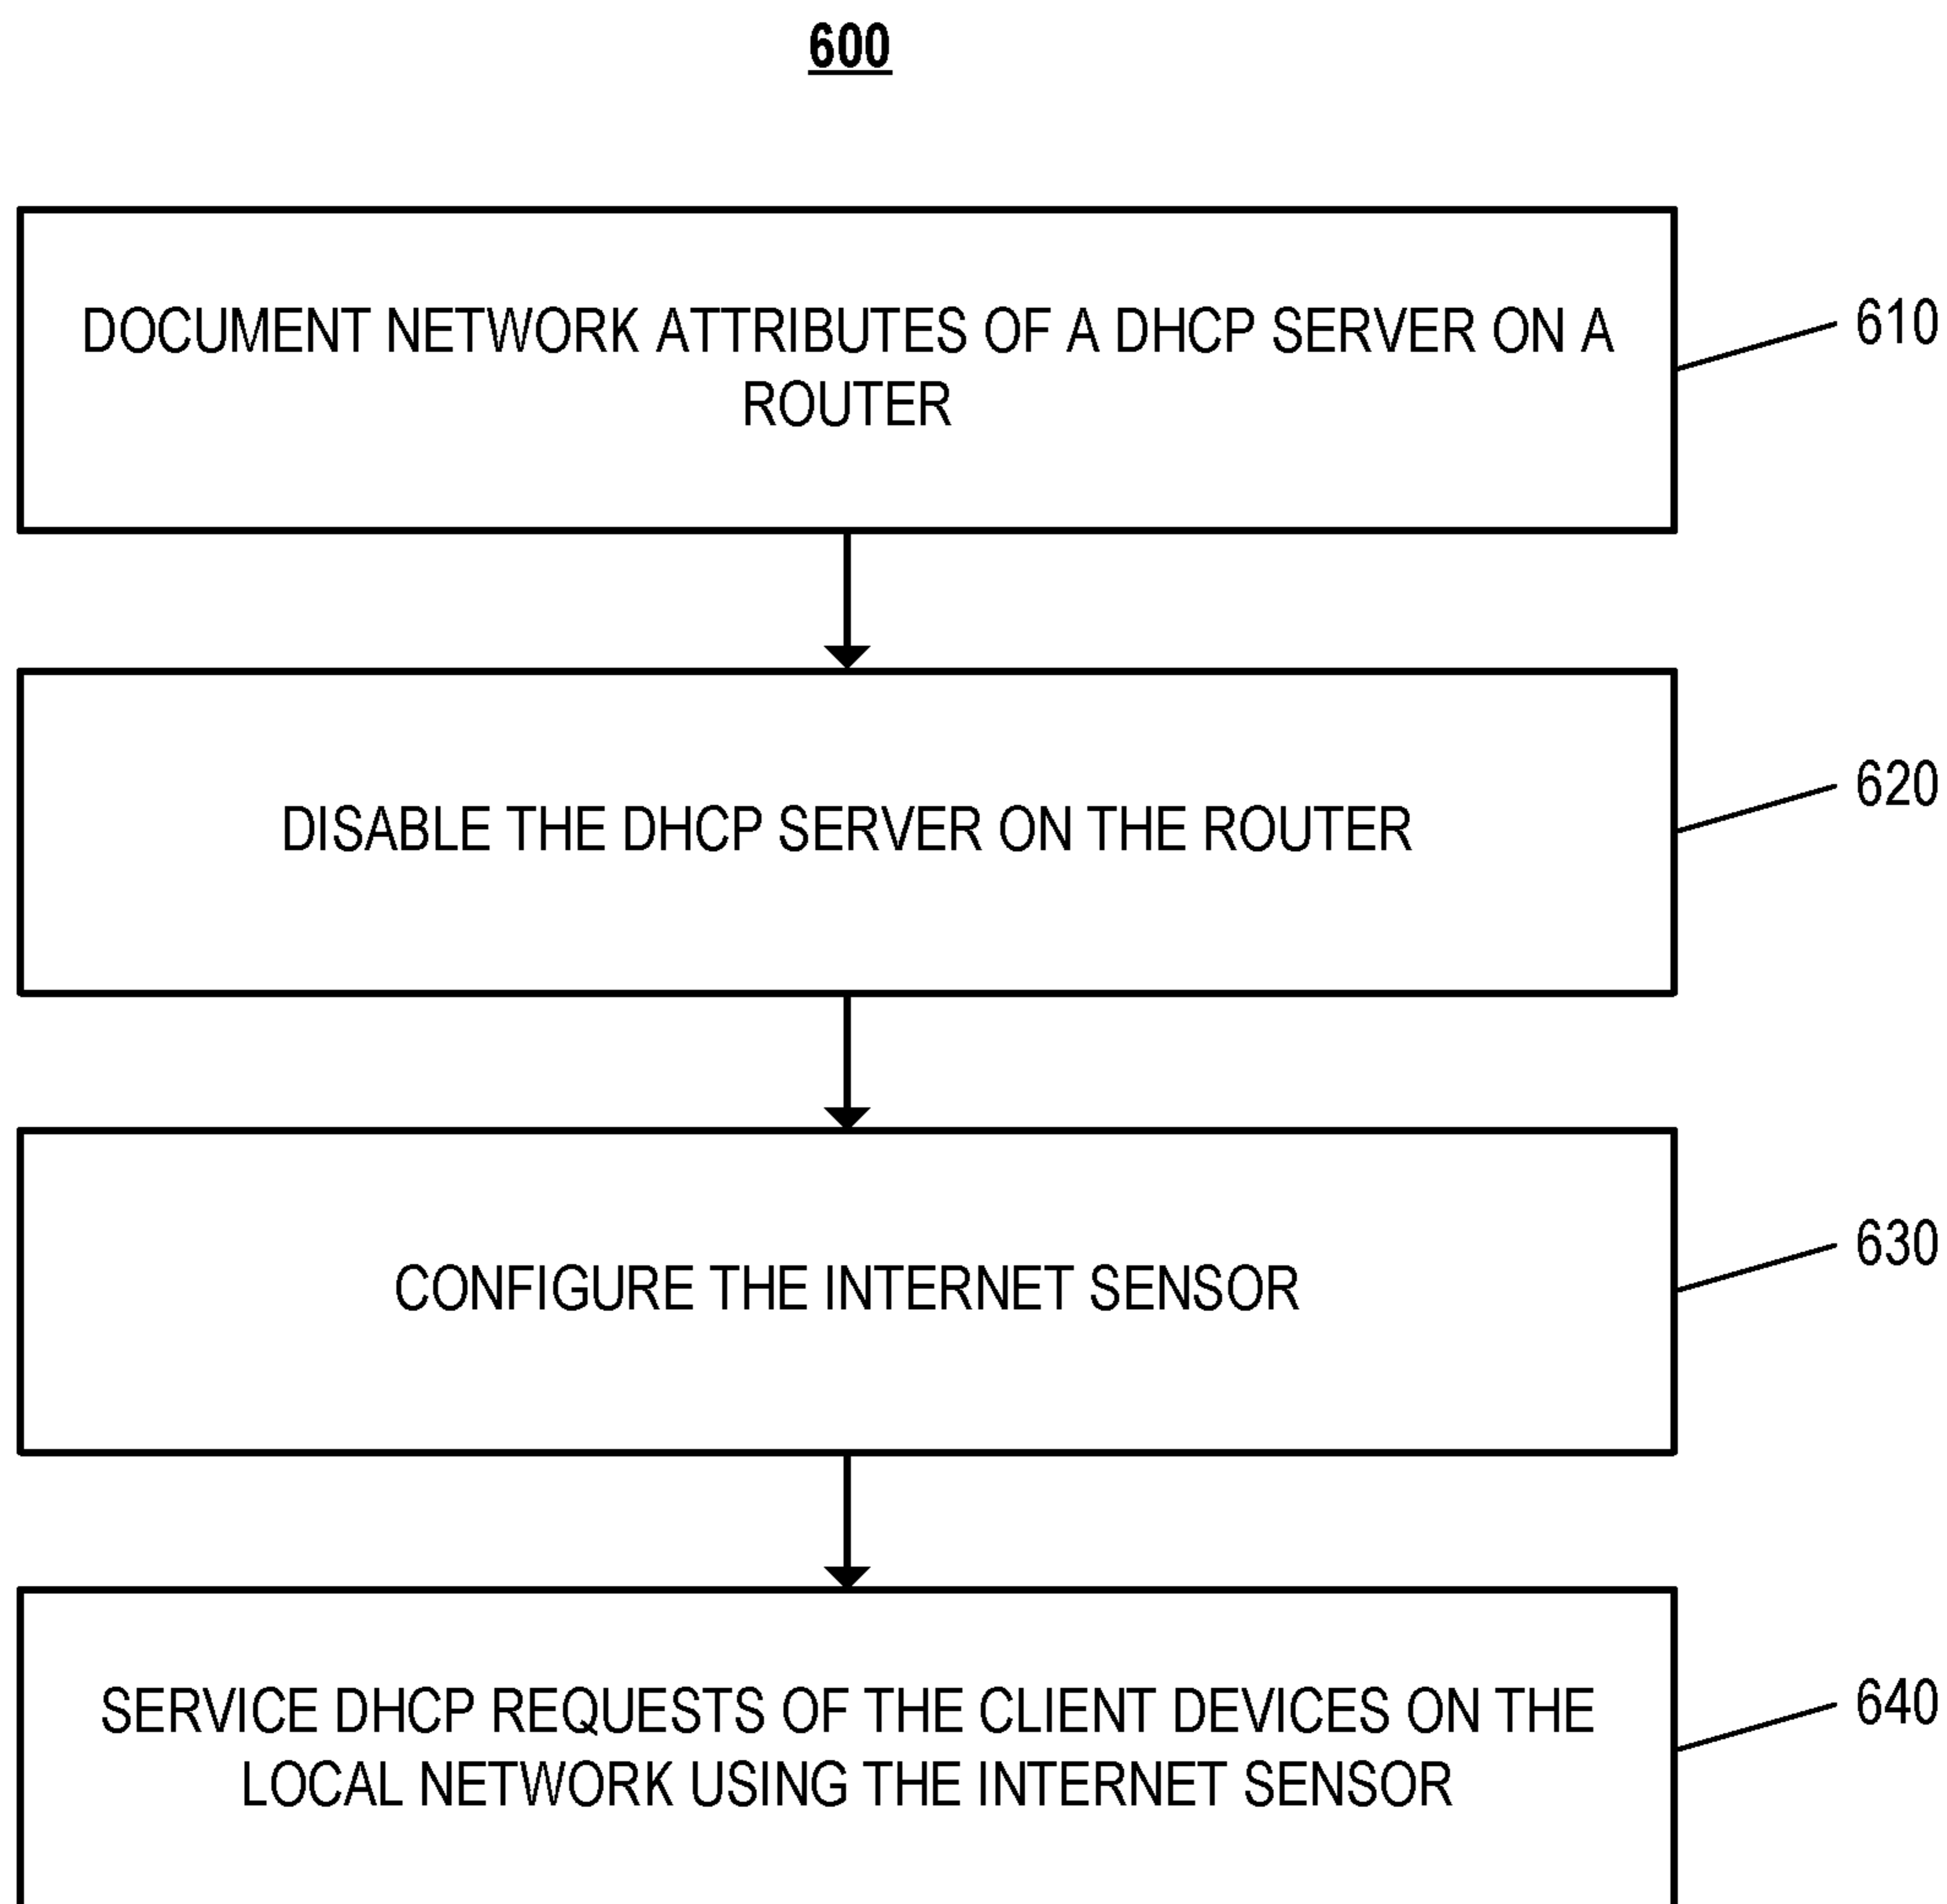 600
DOCUMENT NETWORK ATTRIBUTES OF A DHCP SERVER ON A
ROUTER
610
DISABLE THE DHCP SERVER ON THE ROUTER
620
CONFIGURE THE INTERNET SENSOR
630
SERVICE DHCP REQUESTS OF THE CLIENT DEVICES ON THE
LOCAL NETWORK USING THE INTERNET SENSOR
640